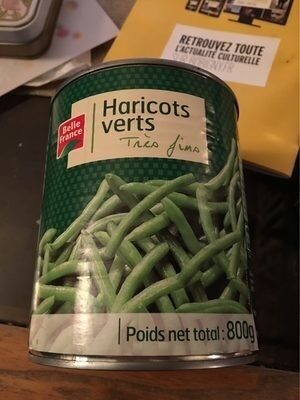 RETROUVEZ TOUTE
L'ACTUALITÉ CULTURELLE
Belle
France
Haricots
verts
Très fins
Poids net total : 800g